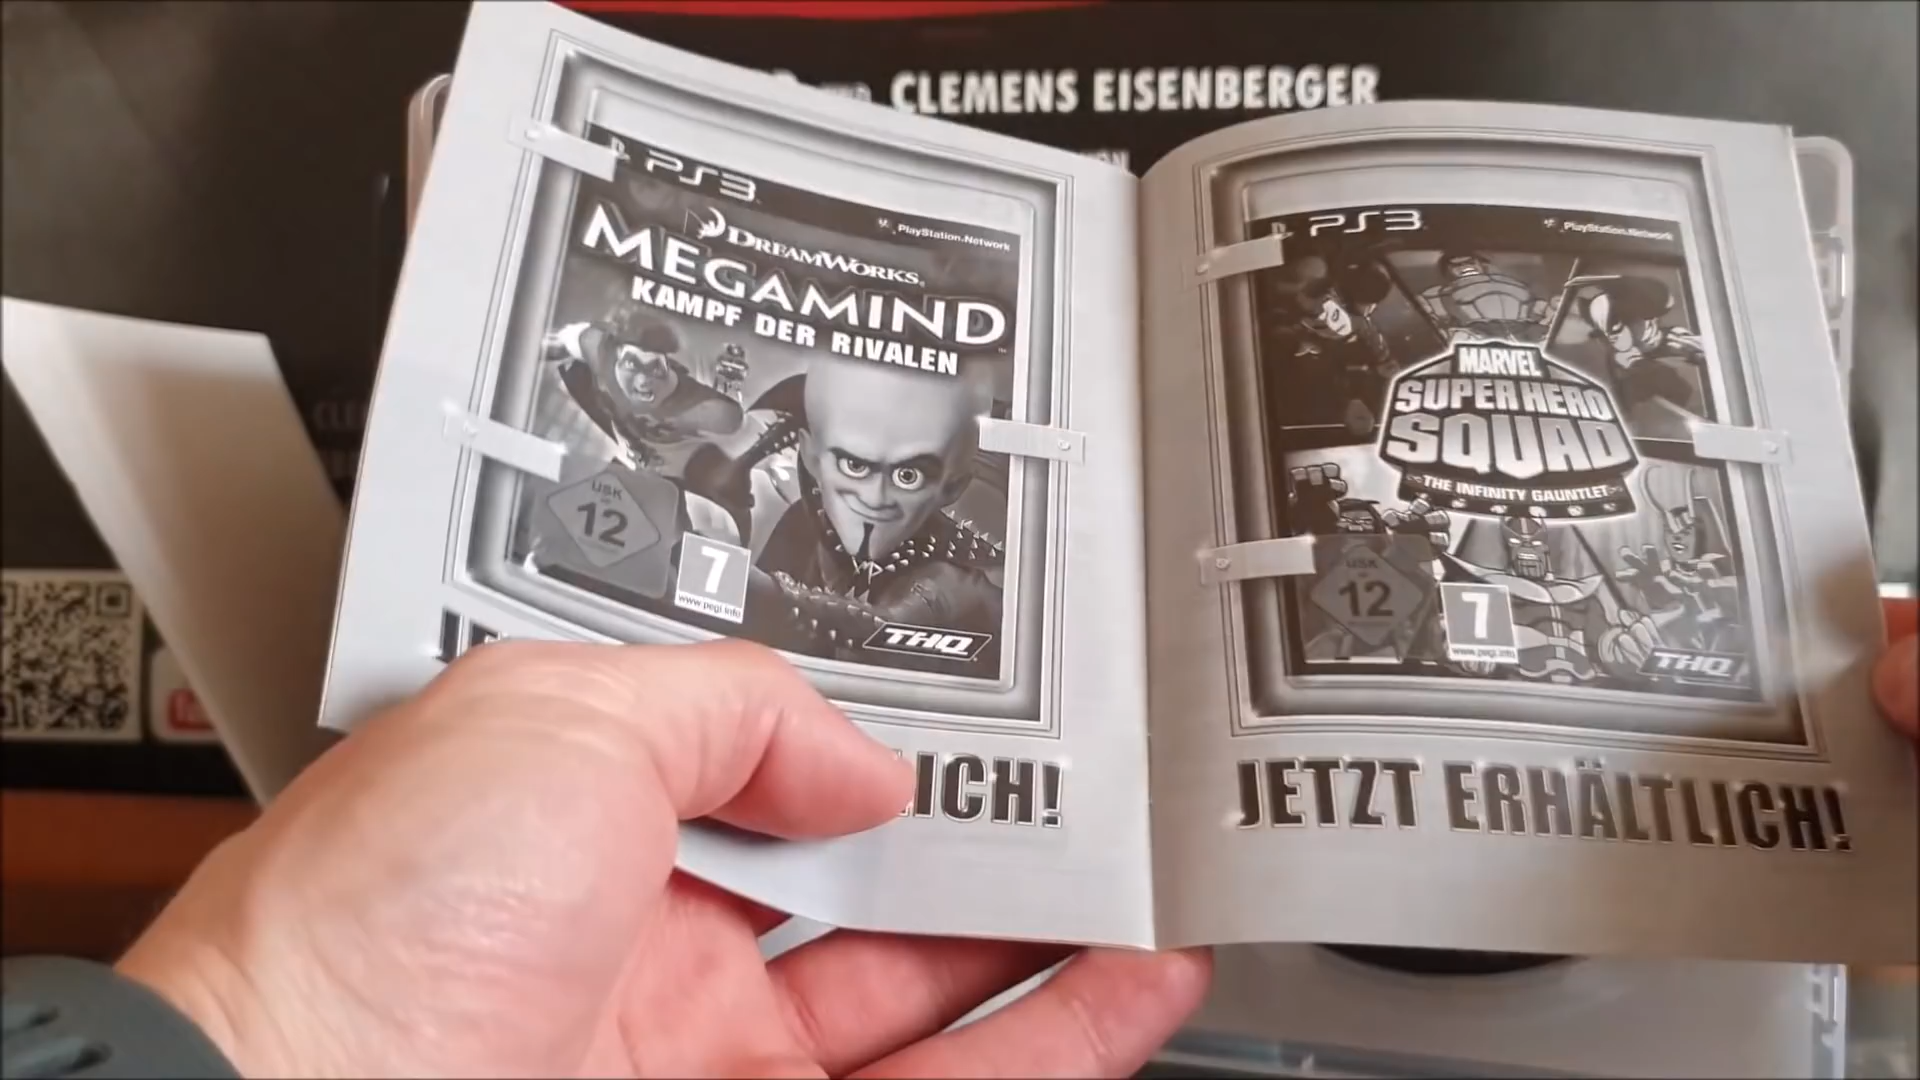 CLEMENS EISENBERGER
PS3
PlayStation.Network
DREAMWORKS
MEGAMIND
KAMPF DER RIVALEN
USK
12
7
www.pegi.info
THQ
LICH!
PS3
PlayStation.Network
MARVEL
SUPER HERO
SQUAD
THE INFINITY GAUNTLET
USK
12
7
www.pegi.info
THQ
JETZT ERHÄLTLICH!